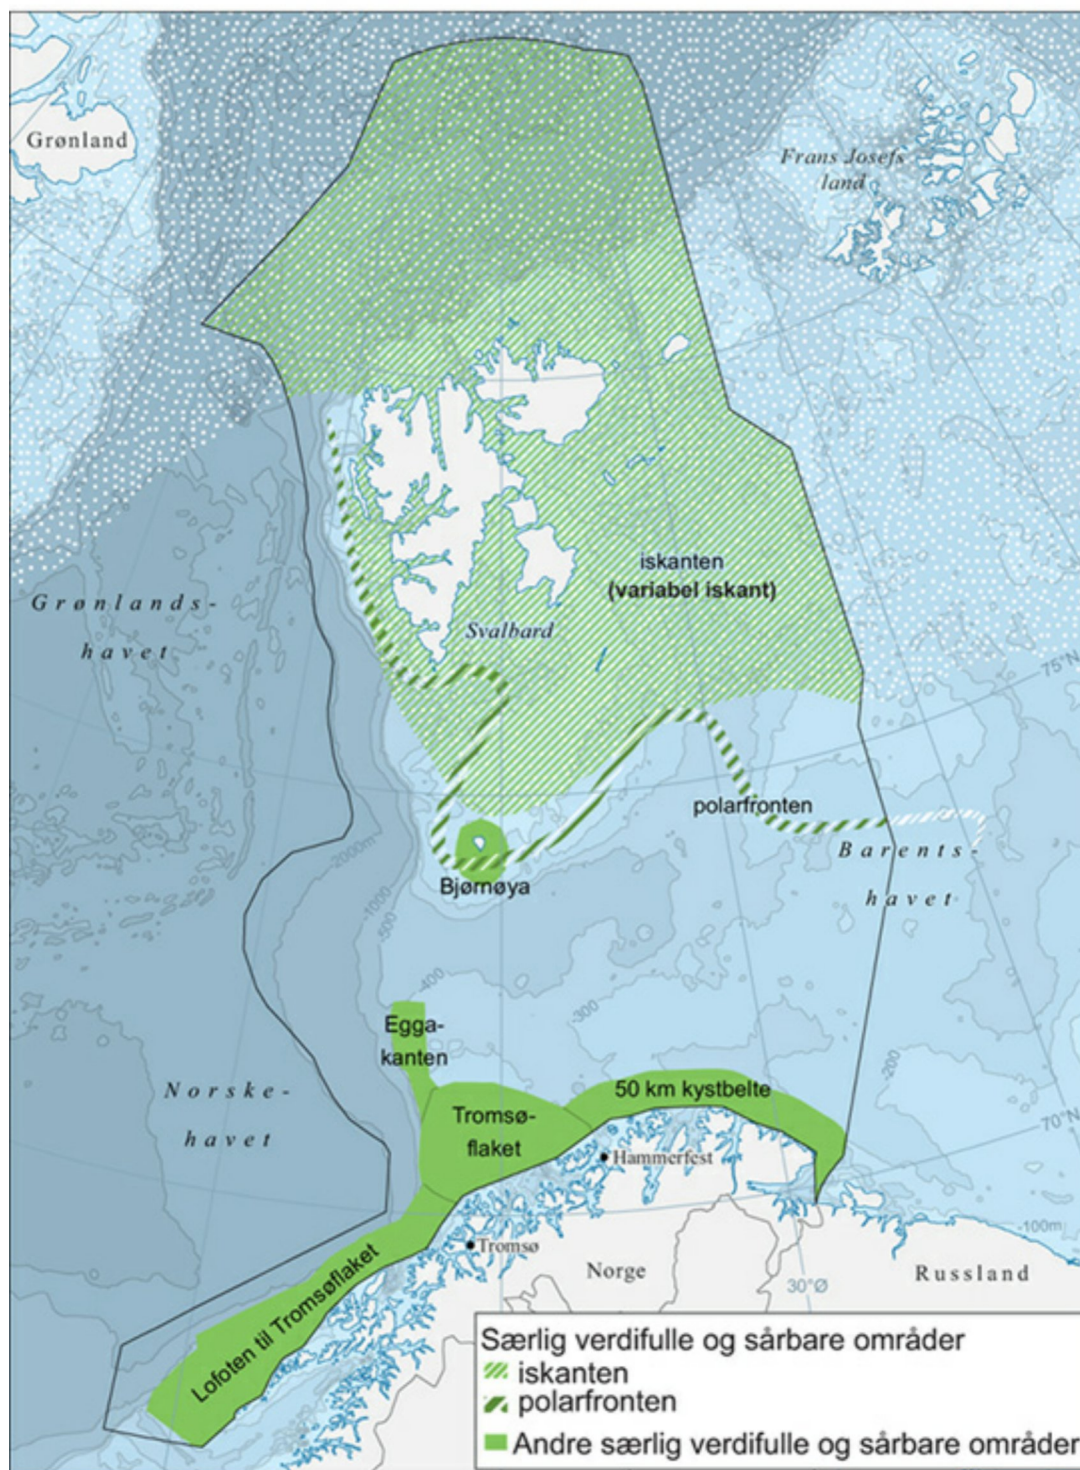 Grønland
Frans Josefs
land
iskanten
(variabel iskant)
Grønlands-
havet
Svalbard
75°N
polarfronten
Barents-
havet
-2000m
-1000
-500
Bjørnøya
-400
-300
Egga-
kanten
-200
Norske-
havet
50 km kystbelte
Tromsø-
flaket
70°N
Hammerfest
-100m
Tromsø
Norge
Russland
30°Ø
Lofoten til Tromsøflaket
Særlig verdifulle og sårbare områder
iskanten
polarfronten
Andre særlig verdifulle og sårbare områder